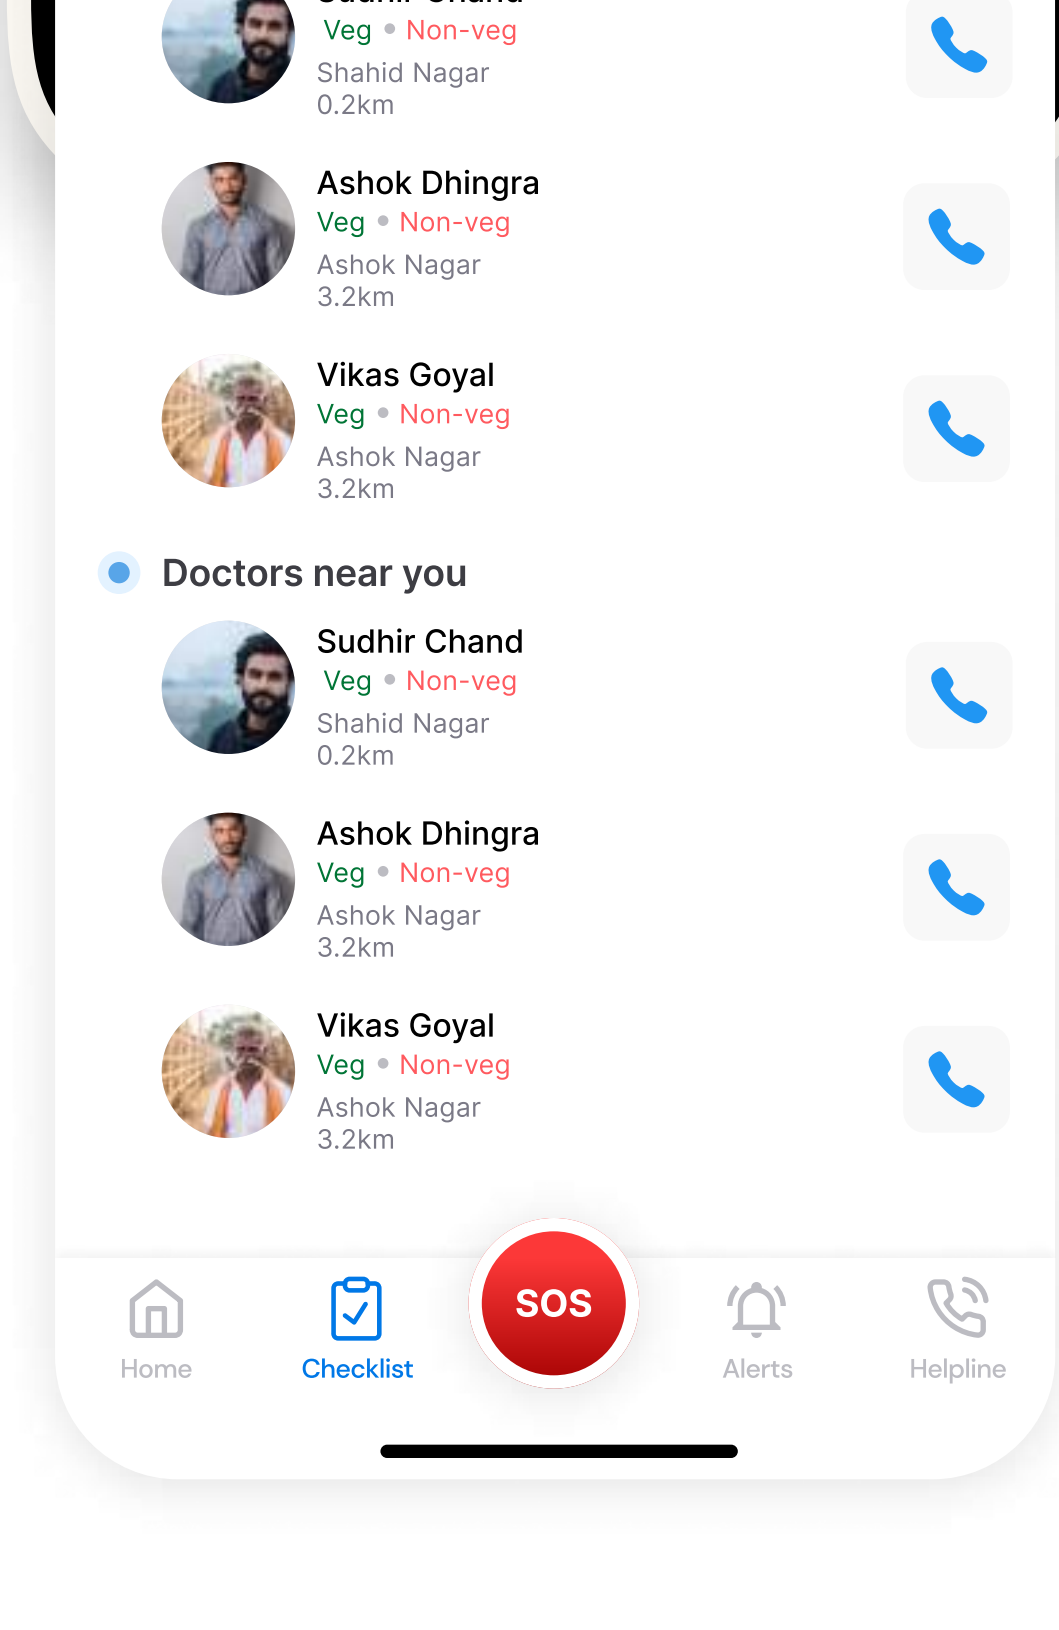 Sudhir Chand
Veg • Non-veg
Shahid Nagar
0.2km
Ashok Dhingra
Veg • Non-veg
Ashok Nagar
3.2km
Vikas Goyal
Veg • Non-veg
Ashok Nagar
3.2km
Doctors near you
Sudhir Chand
Veg • Non-veg
Shahid Nagar
0.2km
Ashok Dhingra
Veg • Non-veg
Ashok Nagar
3.2km
Vikas Goyal
Veg • Non-veg
Ashok Nagar
3.2km
SOS
Home Checklist Alerts Helpline